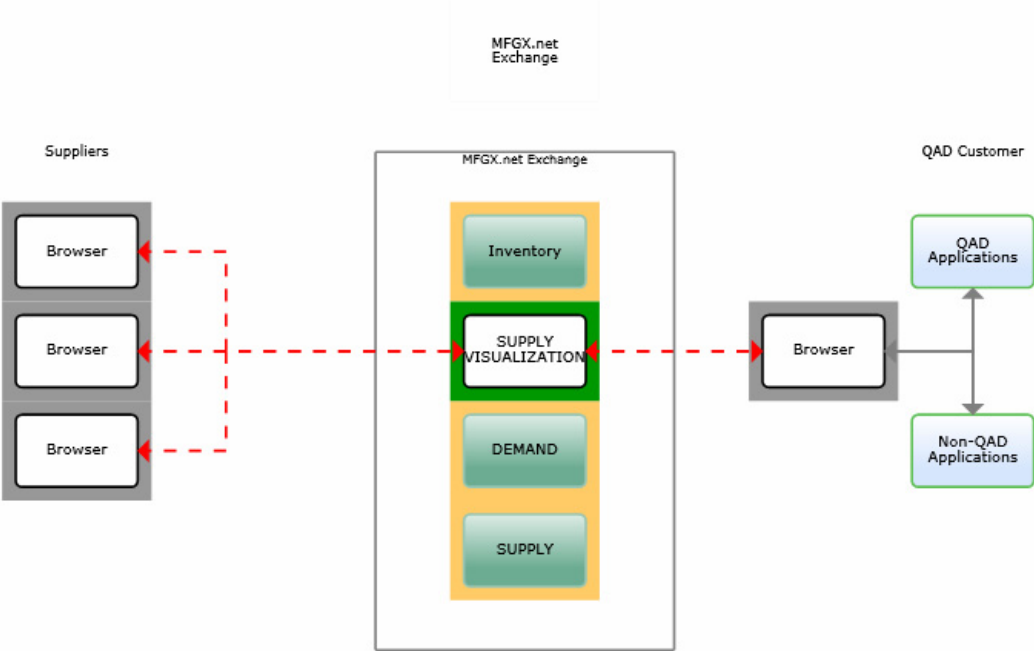 MFGX.net
Exchange
Suppliers
MFGX.net Exchange
QAD Customer
Browser
Inventory
QAD
Applications
Browser
SUPPLY
VISUALIZATION
Browser
Browser
DEMAND
Non-QAD
Applications
SUPPLY